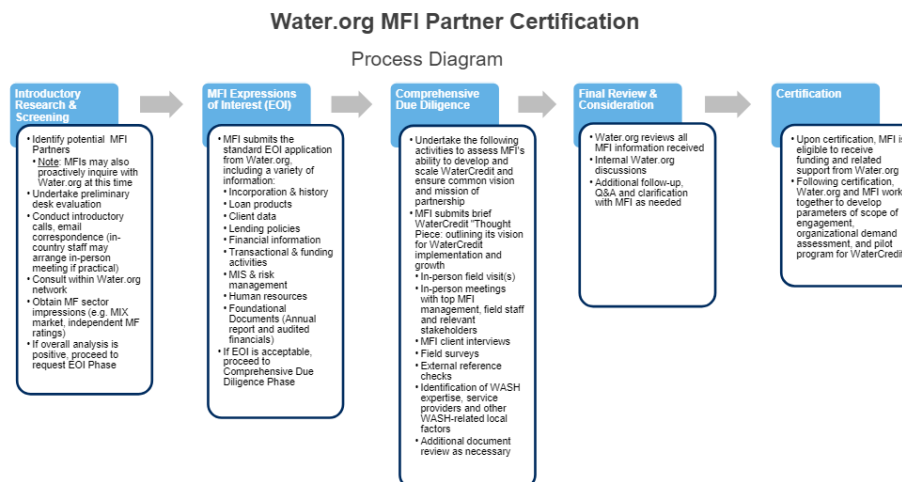 Water.org MFI Partner Certification
Process Diagram
Introductory
Research &
Screening
• Identify potential MFI
Partners
• Note: MFIs may also
proactively inquire with
Water.org at this time
• Undertake preliminary
desk evaluation
• Conduct introductory
calls, email
correspondence (in-
country staff may
arrange in-person
meeting if practical)
• Consult within Water.org
network
• Obtain MF sector
impressions (e.g. MIX
market, independent MF
ratings)
• If overall analysis is
positive, proceed to
request EOI Phase
MFI Expressions
of Interest (EOI)
• MFI submits the
standard EOI application
from Water.org,
including a variety of
information:
• Incorporation & history
• Loan products
• Client data
• Lending policies
• Financial information
• Transactional & funding
activities
• MIS & risk
management
• Human resources
• Foundational
Documents (Annual
report and audited
financials)
• If EOI is acceptable,
proceed to
Comprehensive Due
Diligence Phase
Comprehensive
Due Diligence
• Undertake the following
activities to assess MFI's
ability to develop and
scale WaterCredit and
ensure common vision
and mission of
partnership
• MFI submits brief
WaterCredit "Thought
Piece: outlining its vision
for WaterCredit
implementation and
growth
• In-person field visit(s)
• In-person meetings
with top MFI
management, field staff
and relevant
stakeholders
• MFI client interviews
• Field surveys
• External reference
checks
• Identification of WASH
expertise, service
providers and other
WASH-related local
factors
• Additional document
review as necessary
Final Review &
Consideration
• Water.org reviews all
MFI information received
• Internal Water.org
discussions
• Additional follow-up,
Q&A and clarification
with MFI as needed
Certification
• Upon certification, MFI is
eligible to receive
funding and related
support from Water.org
• Following certification,
Water.org and MFI work
together to develop
parameters of scope of
engagement,
organizational demand
assessment, and pilot
program for WaterCredit